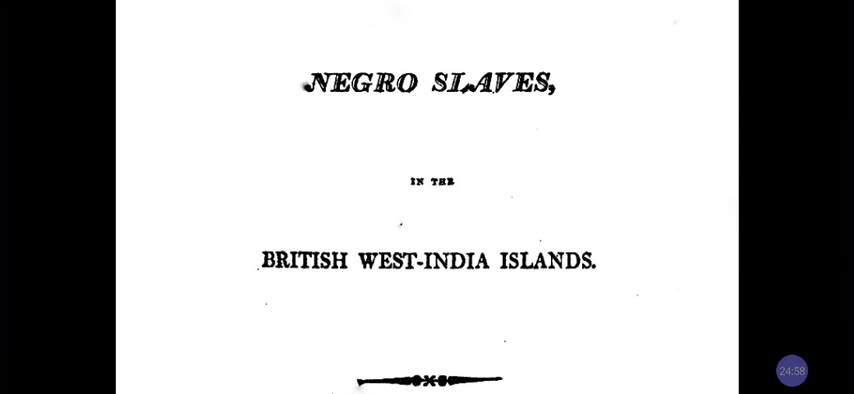 NEGRO SLAVES,
IN THE
BRITISH WEST-INDIA ISLANDS.
24:58